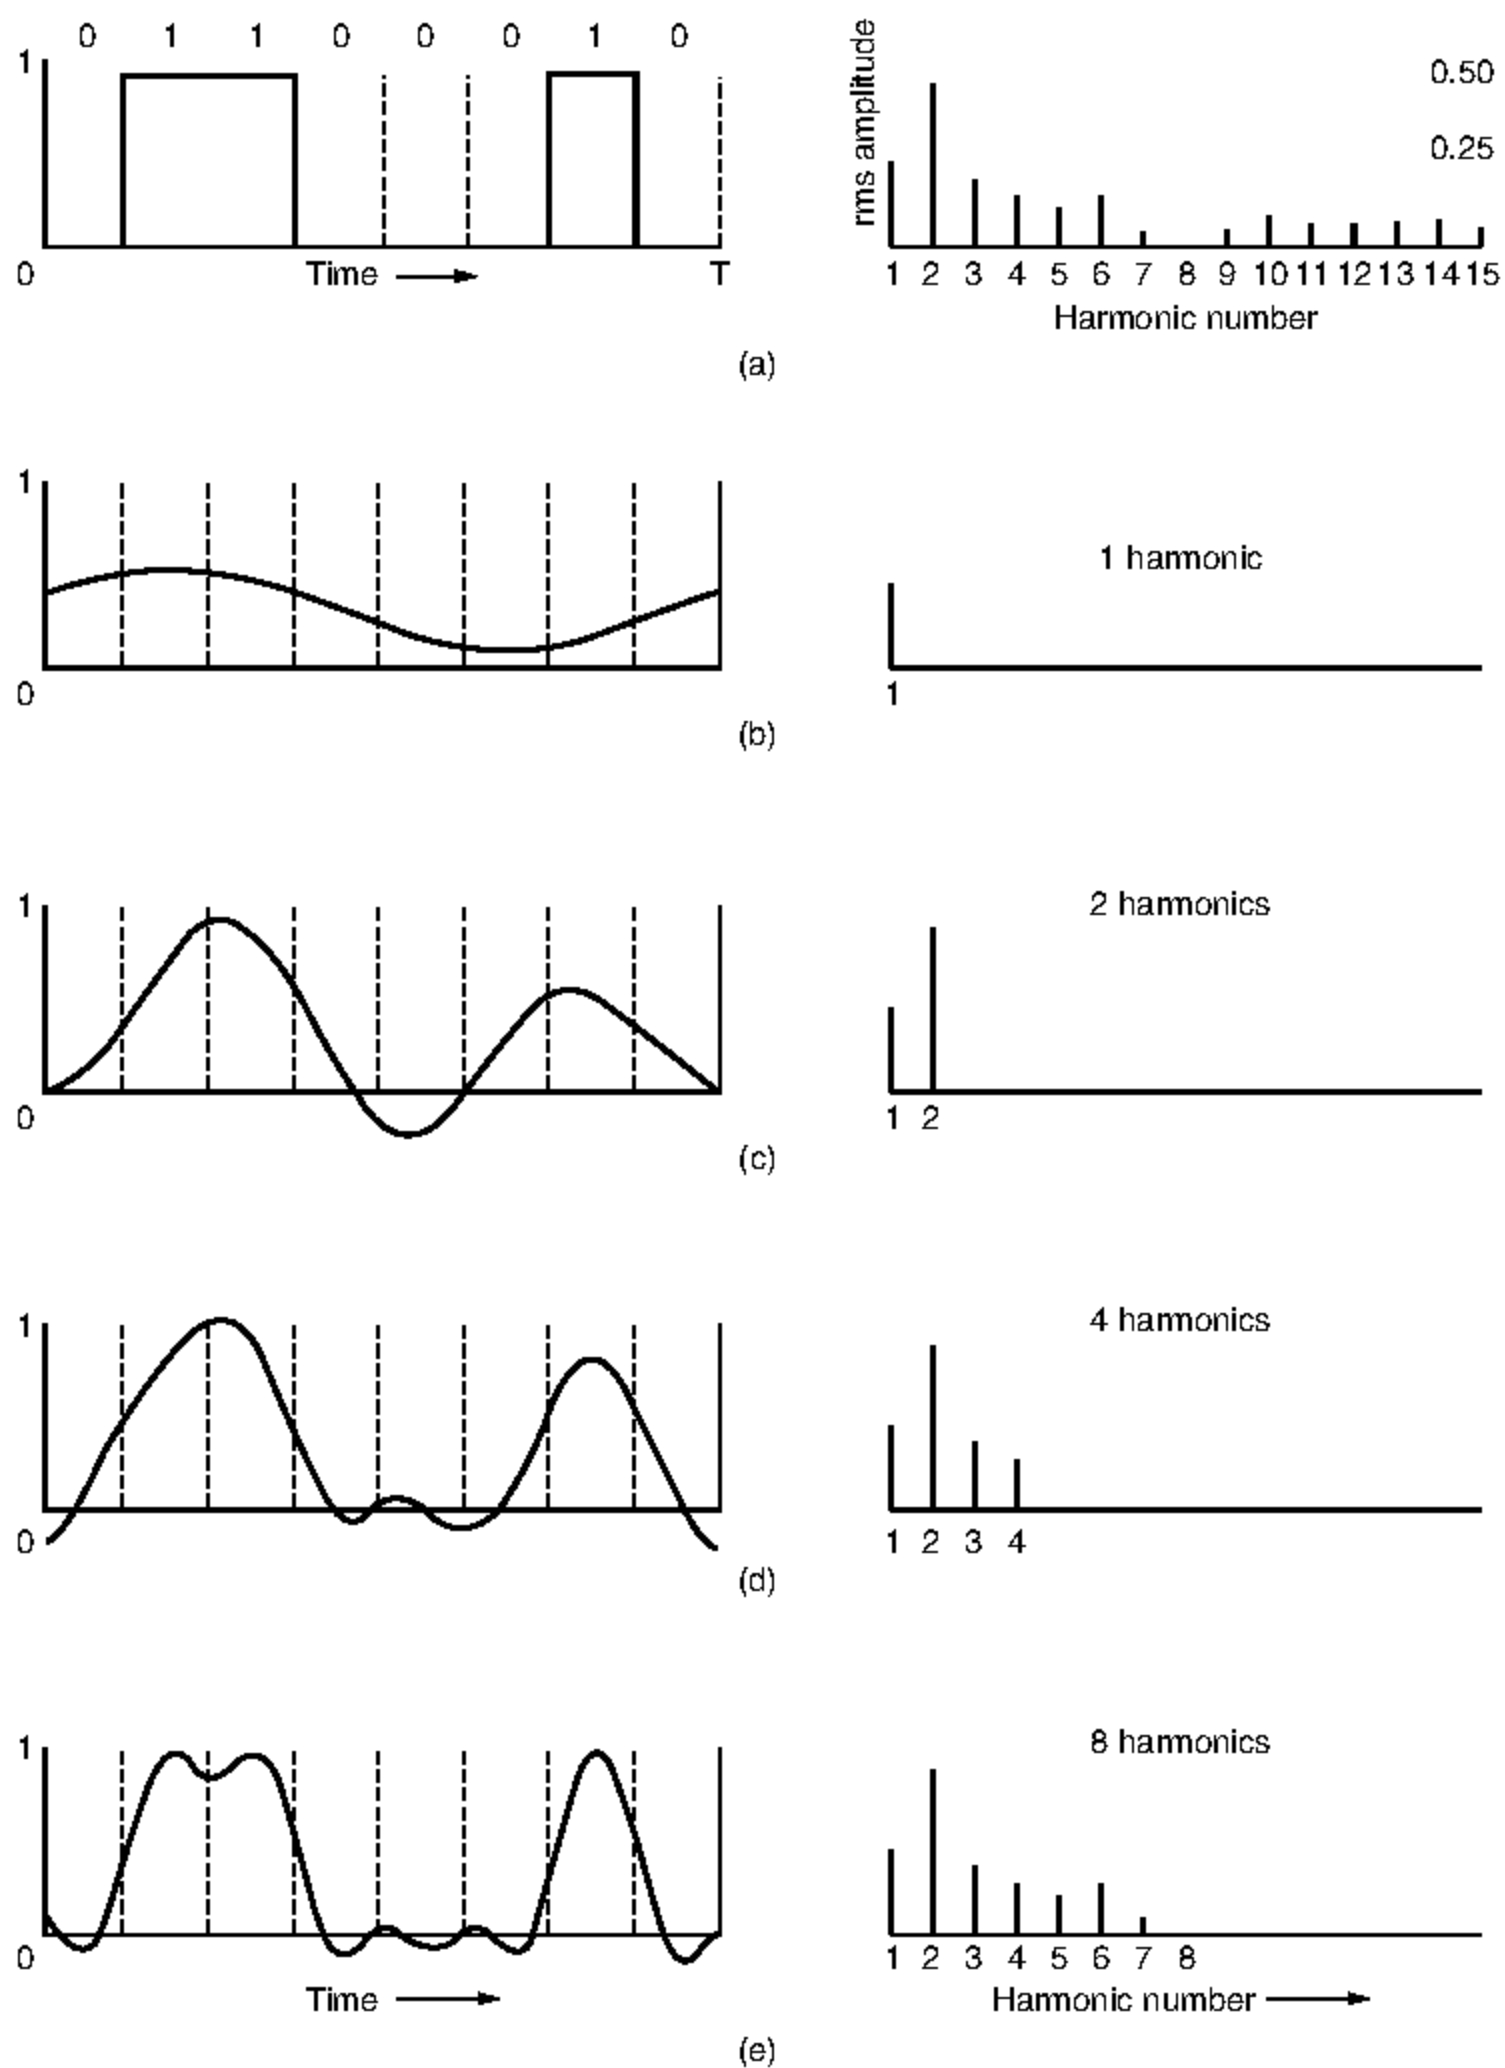 0 1 1 0 0 0 1 0
1
0
Time
T
rms amplitude
0.50
0.25
1 2 3 4 5 6 7 8 9 10 11 12 13 14 15
Harmonic number
(a)
1
0
1 harmonic
1
(b)
1
0
2 harmonics
1 2
(c)
1
0
4 harmonics
1 2 3 4
(d)
1
0
Time
8 harmonics
1 2 3 4 5 6 7 8
Harmonic number
(e)